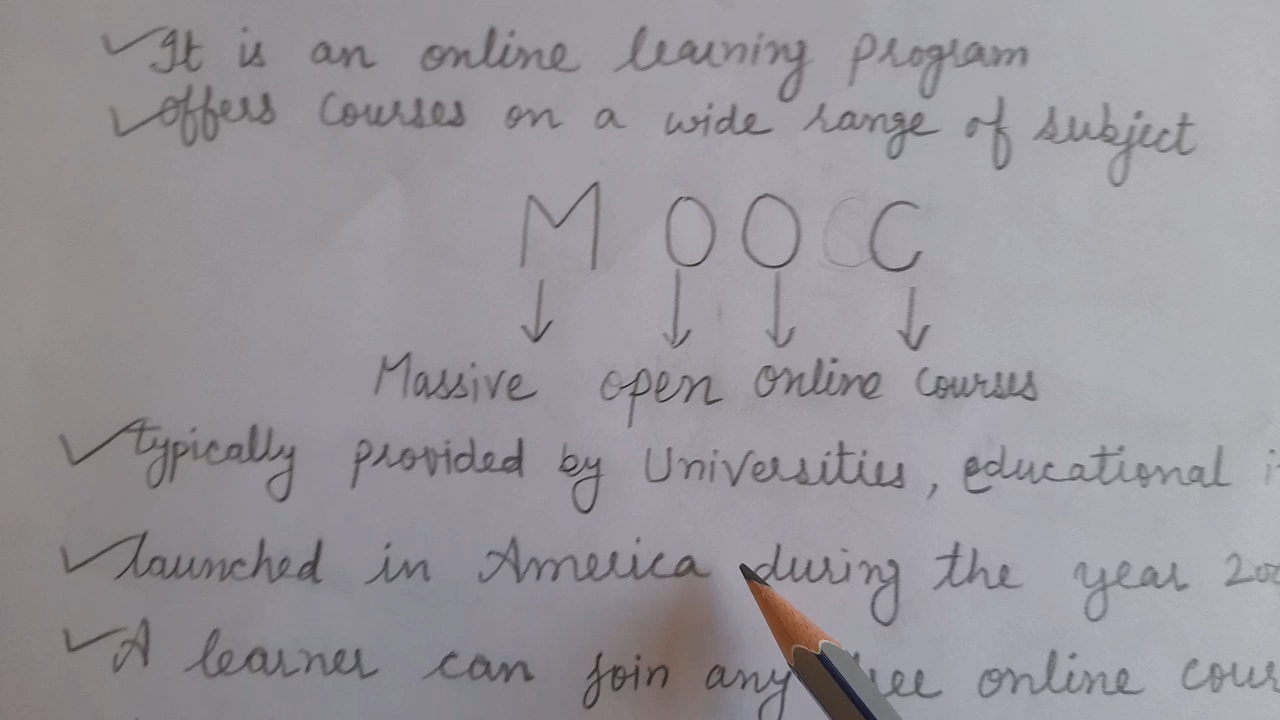 It is an online learning program
offers courses on a wide range of subject
M O O C
Massive open online courses
typically provided by Universities, educational
launched in America during the year
A learner can join any online